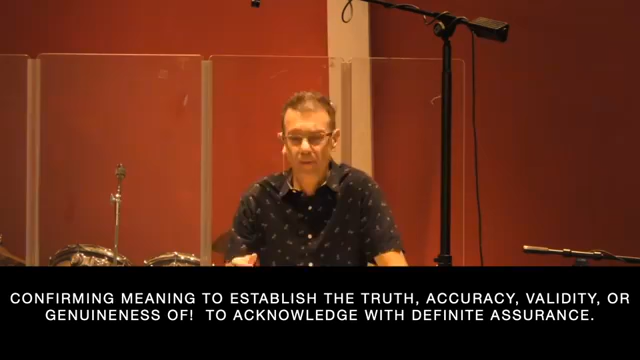 CONFIRMING MEANING TO ESTABLISH THE TRUTH, ACCURACY, VALIDITY, OR
GENUINENESS OF!  TO ACKNOWLEDGE WITH DEFINITE ASSURANCE.